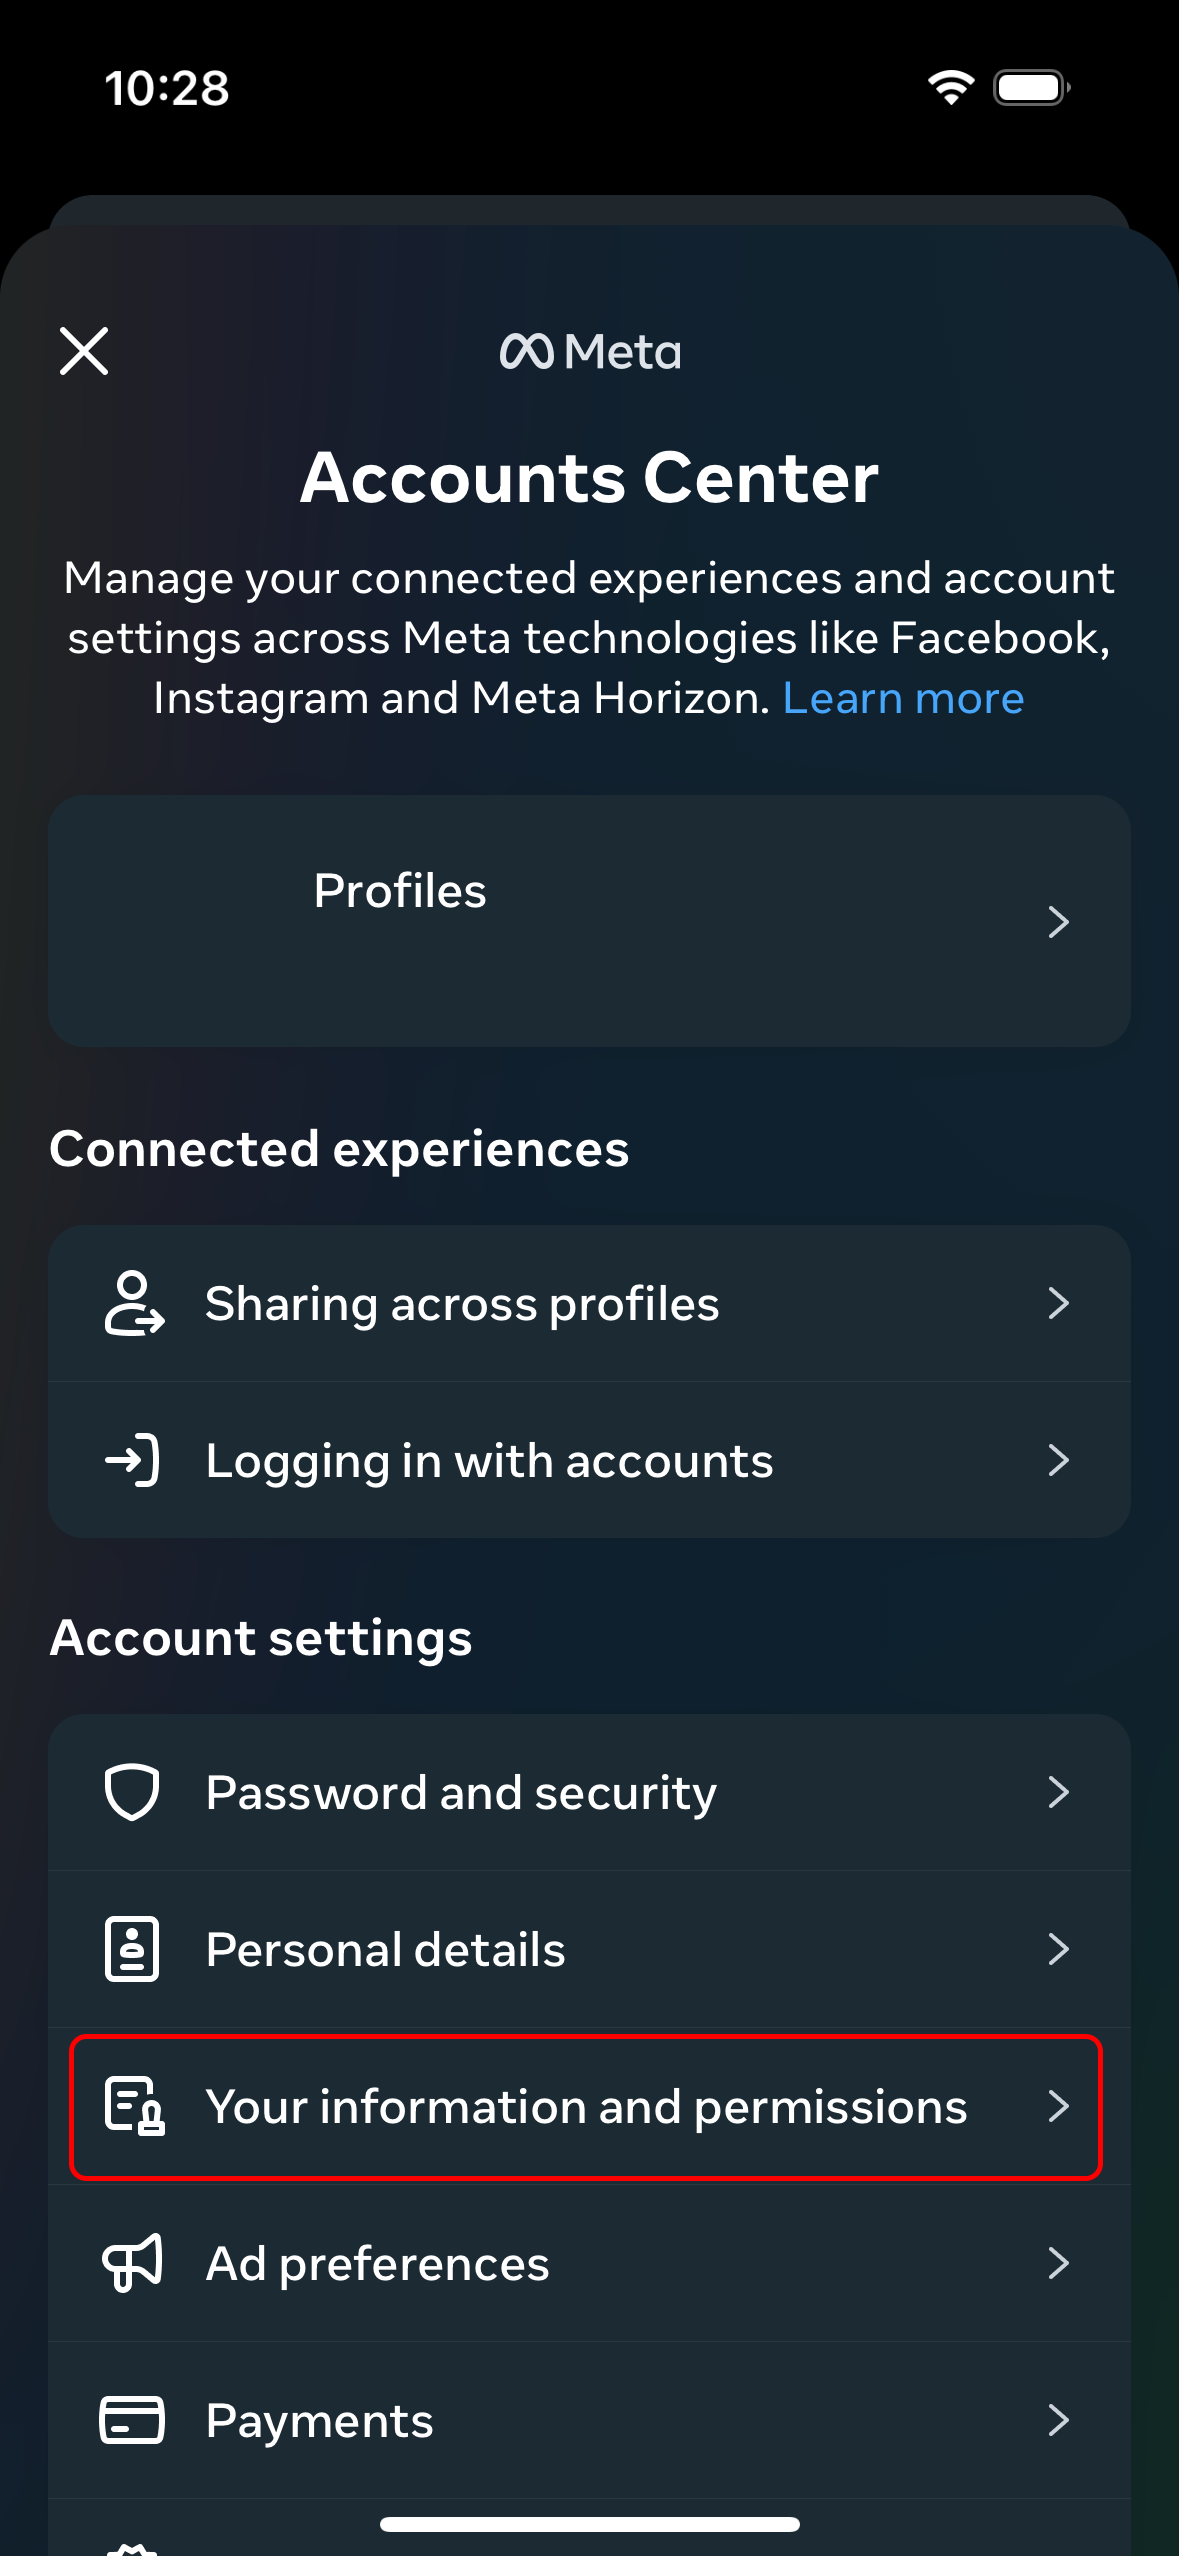 10:28
Meta
Accounts Center
Manage your connected experiences and account
settings across Meta technologies like Facebook,
Instagram and Meta Horizon. Learn more
Profiles
Connected experiences
Sharing across profiles
Logging in with accounts
Account settings
Password and security
Personal details
Your information and permissions
Ad preferences
Payments